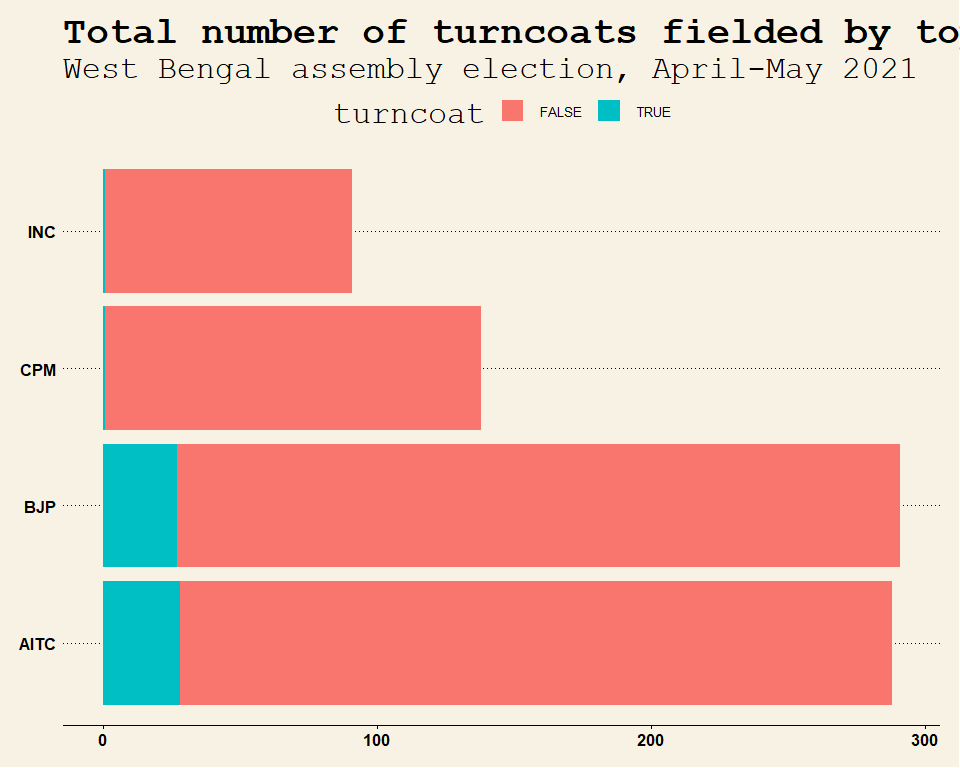 Total number of turncoats fielded by
West Bengal assembly election, April-May 2021
turncoat FALSE TRUE
INC
CPM
BJP
AITC
0 100 200 300